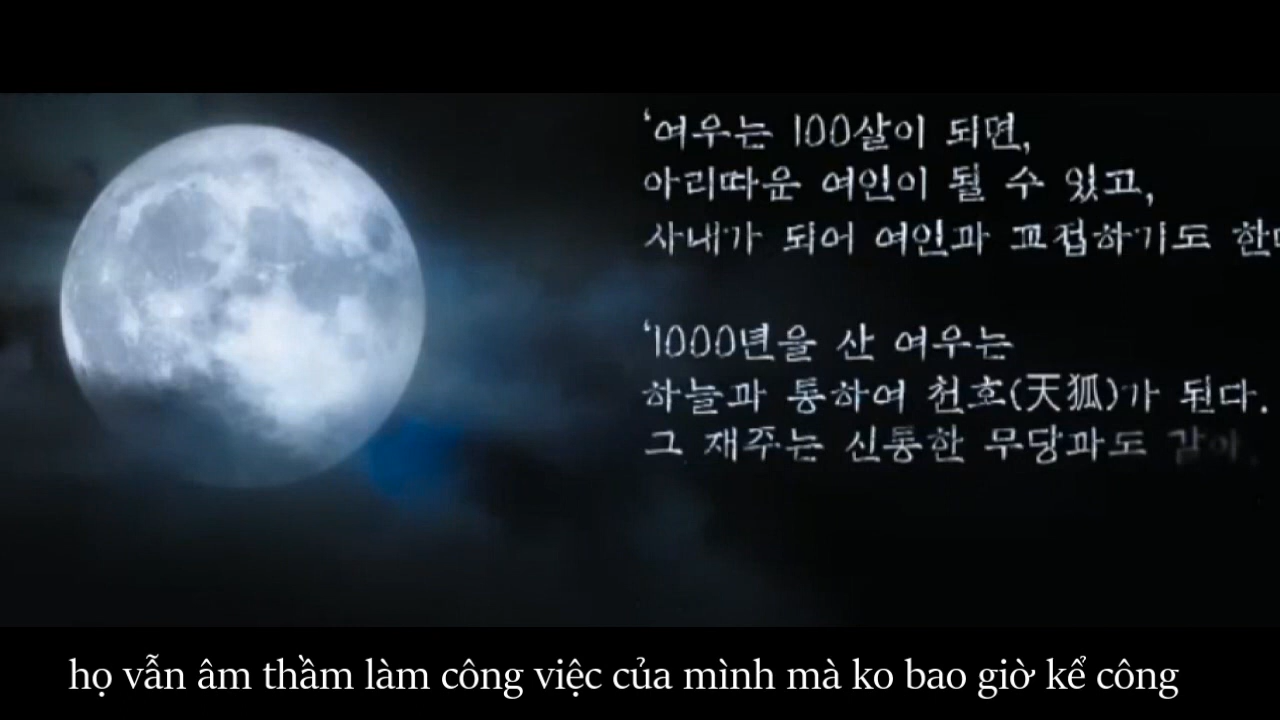 ‘여우는 100살이 되면,
아리따운 여인이 될 수 있고,
사내가 되어 여인과 교접하기도
‘1000년을 산 여우는
하늘과 통하여 천호(天狐)가 된다.
그 재주는 신통한 무당과도 같아,
họ vẫn âm thầm làm công việc của mình mà ko bao giờ kể công